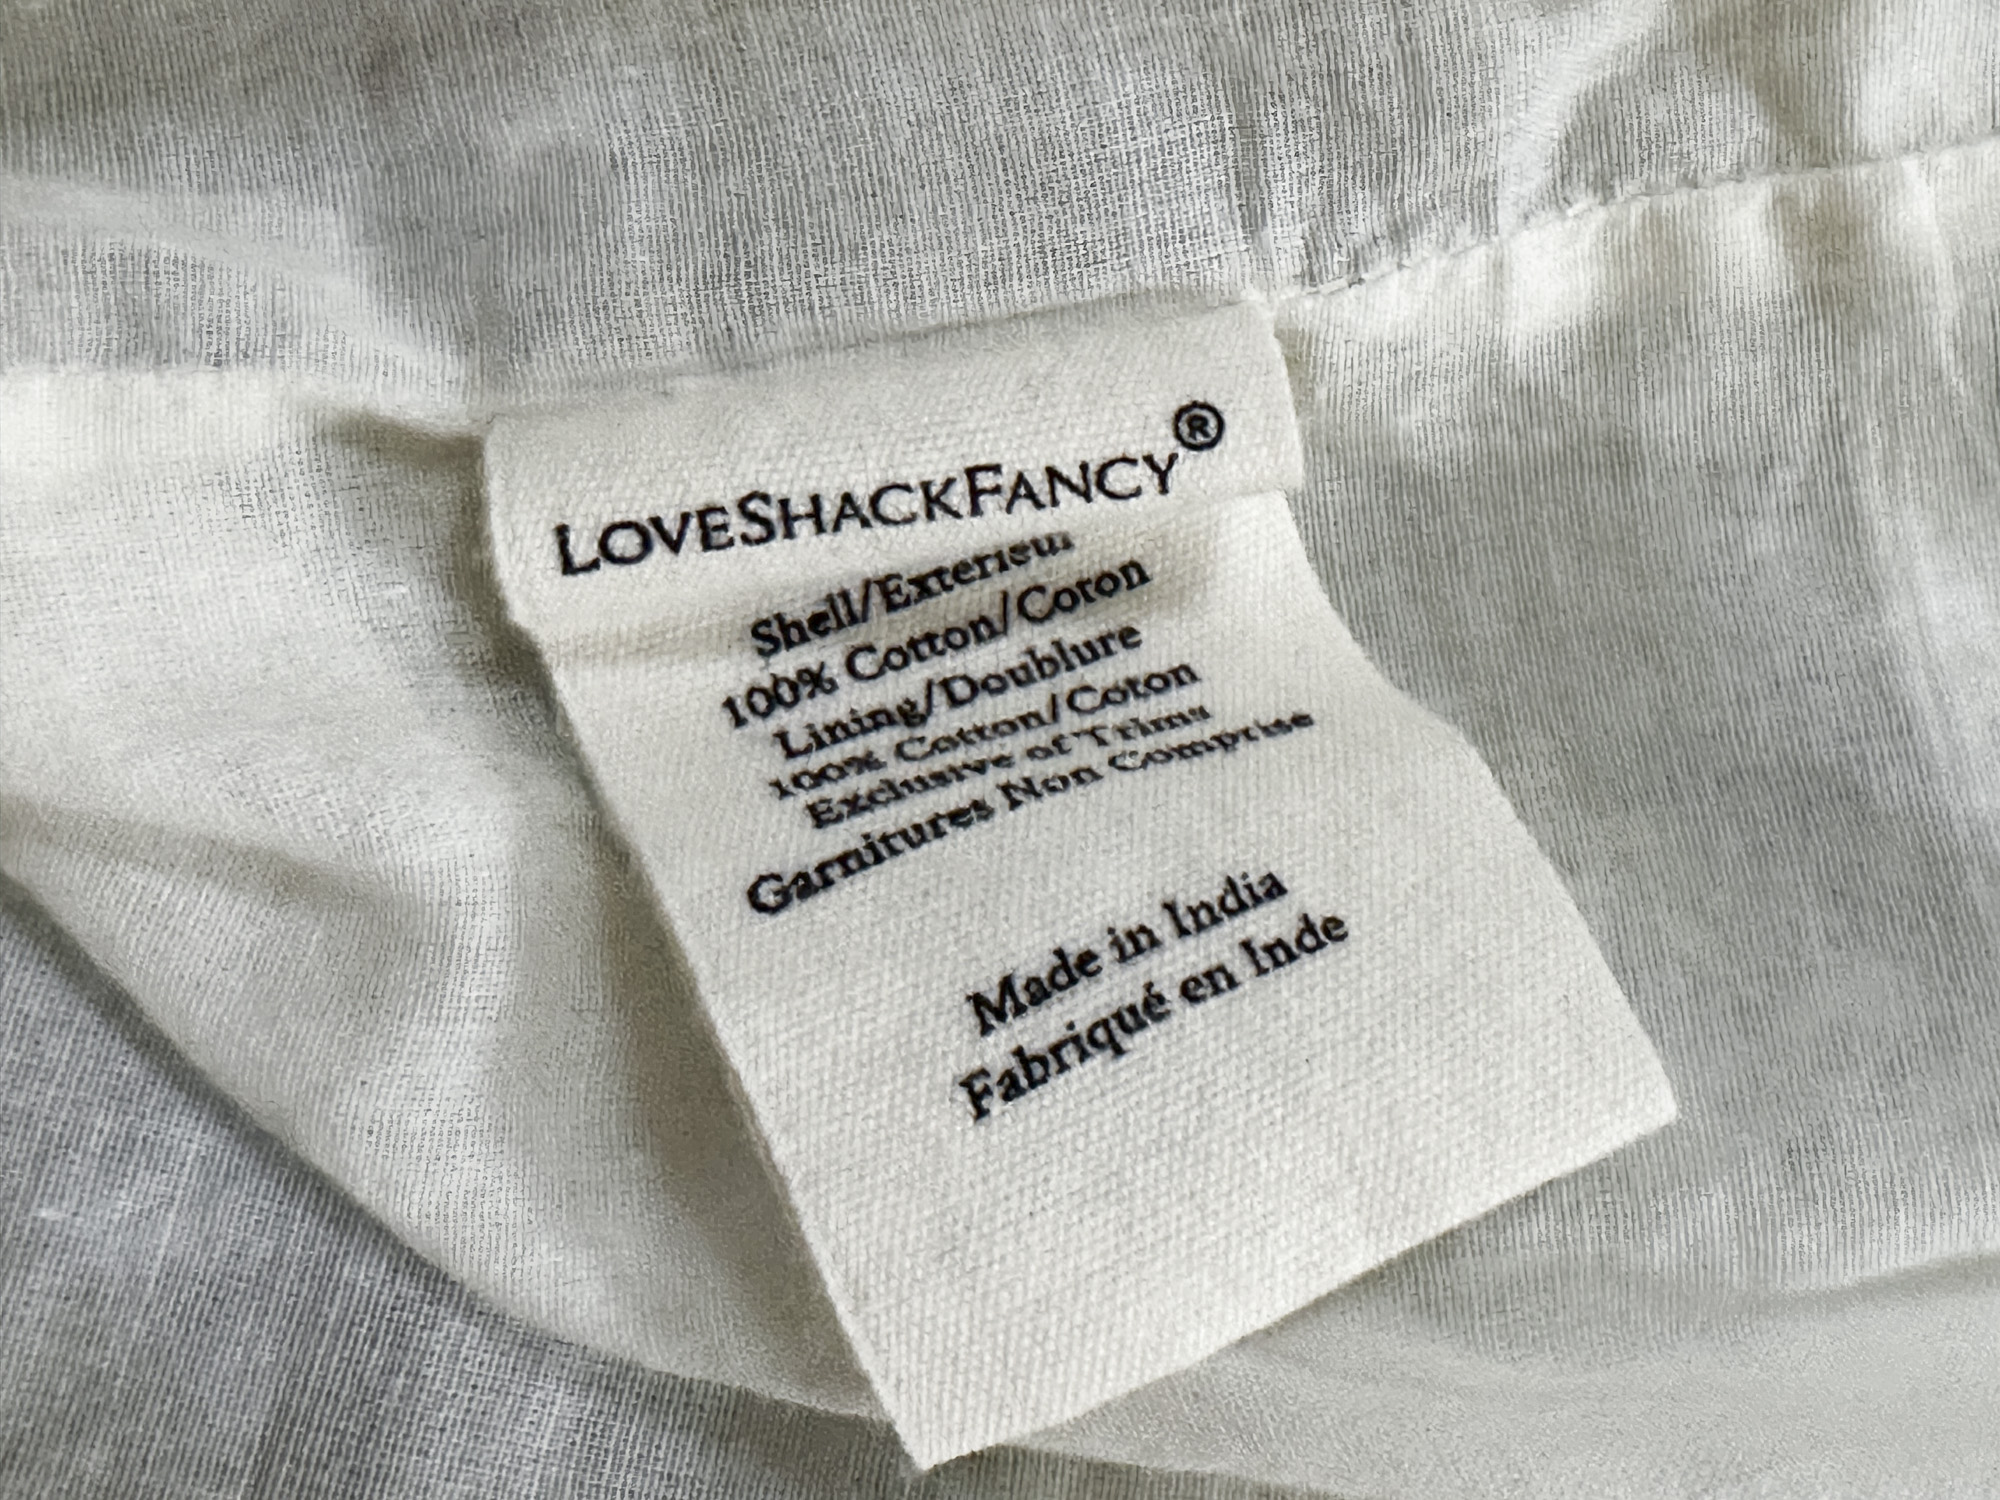 LOVESHACKFANCY®
Shell/Exterieur
100% Cotton/Coton
Lining/Doublure
100% Cotton/Coton
Exclusive of Trims
Garnitures Non Comprise
Made in India
Fabriqué en Inde